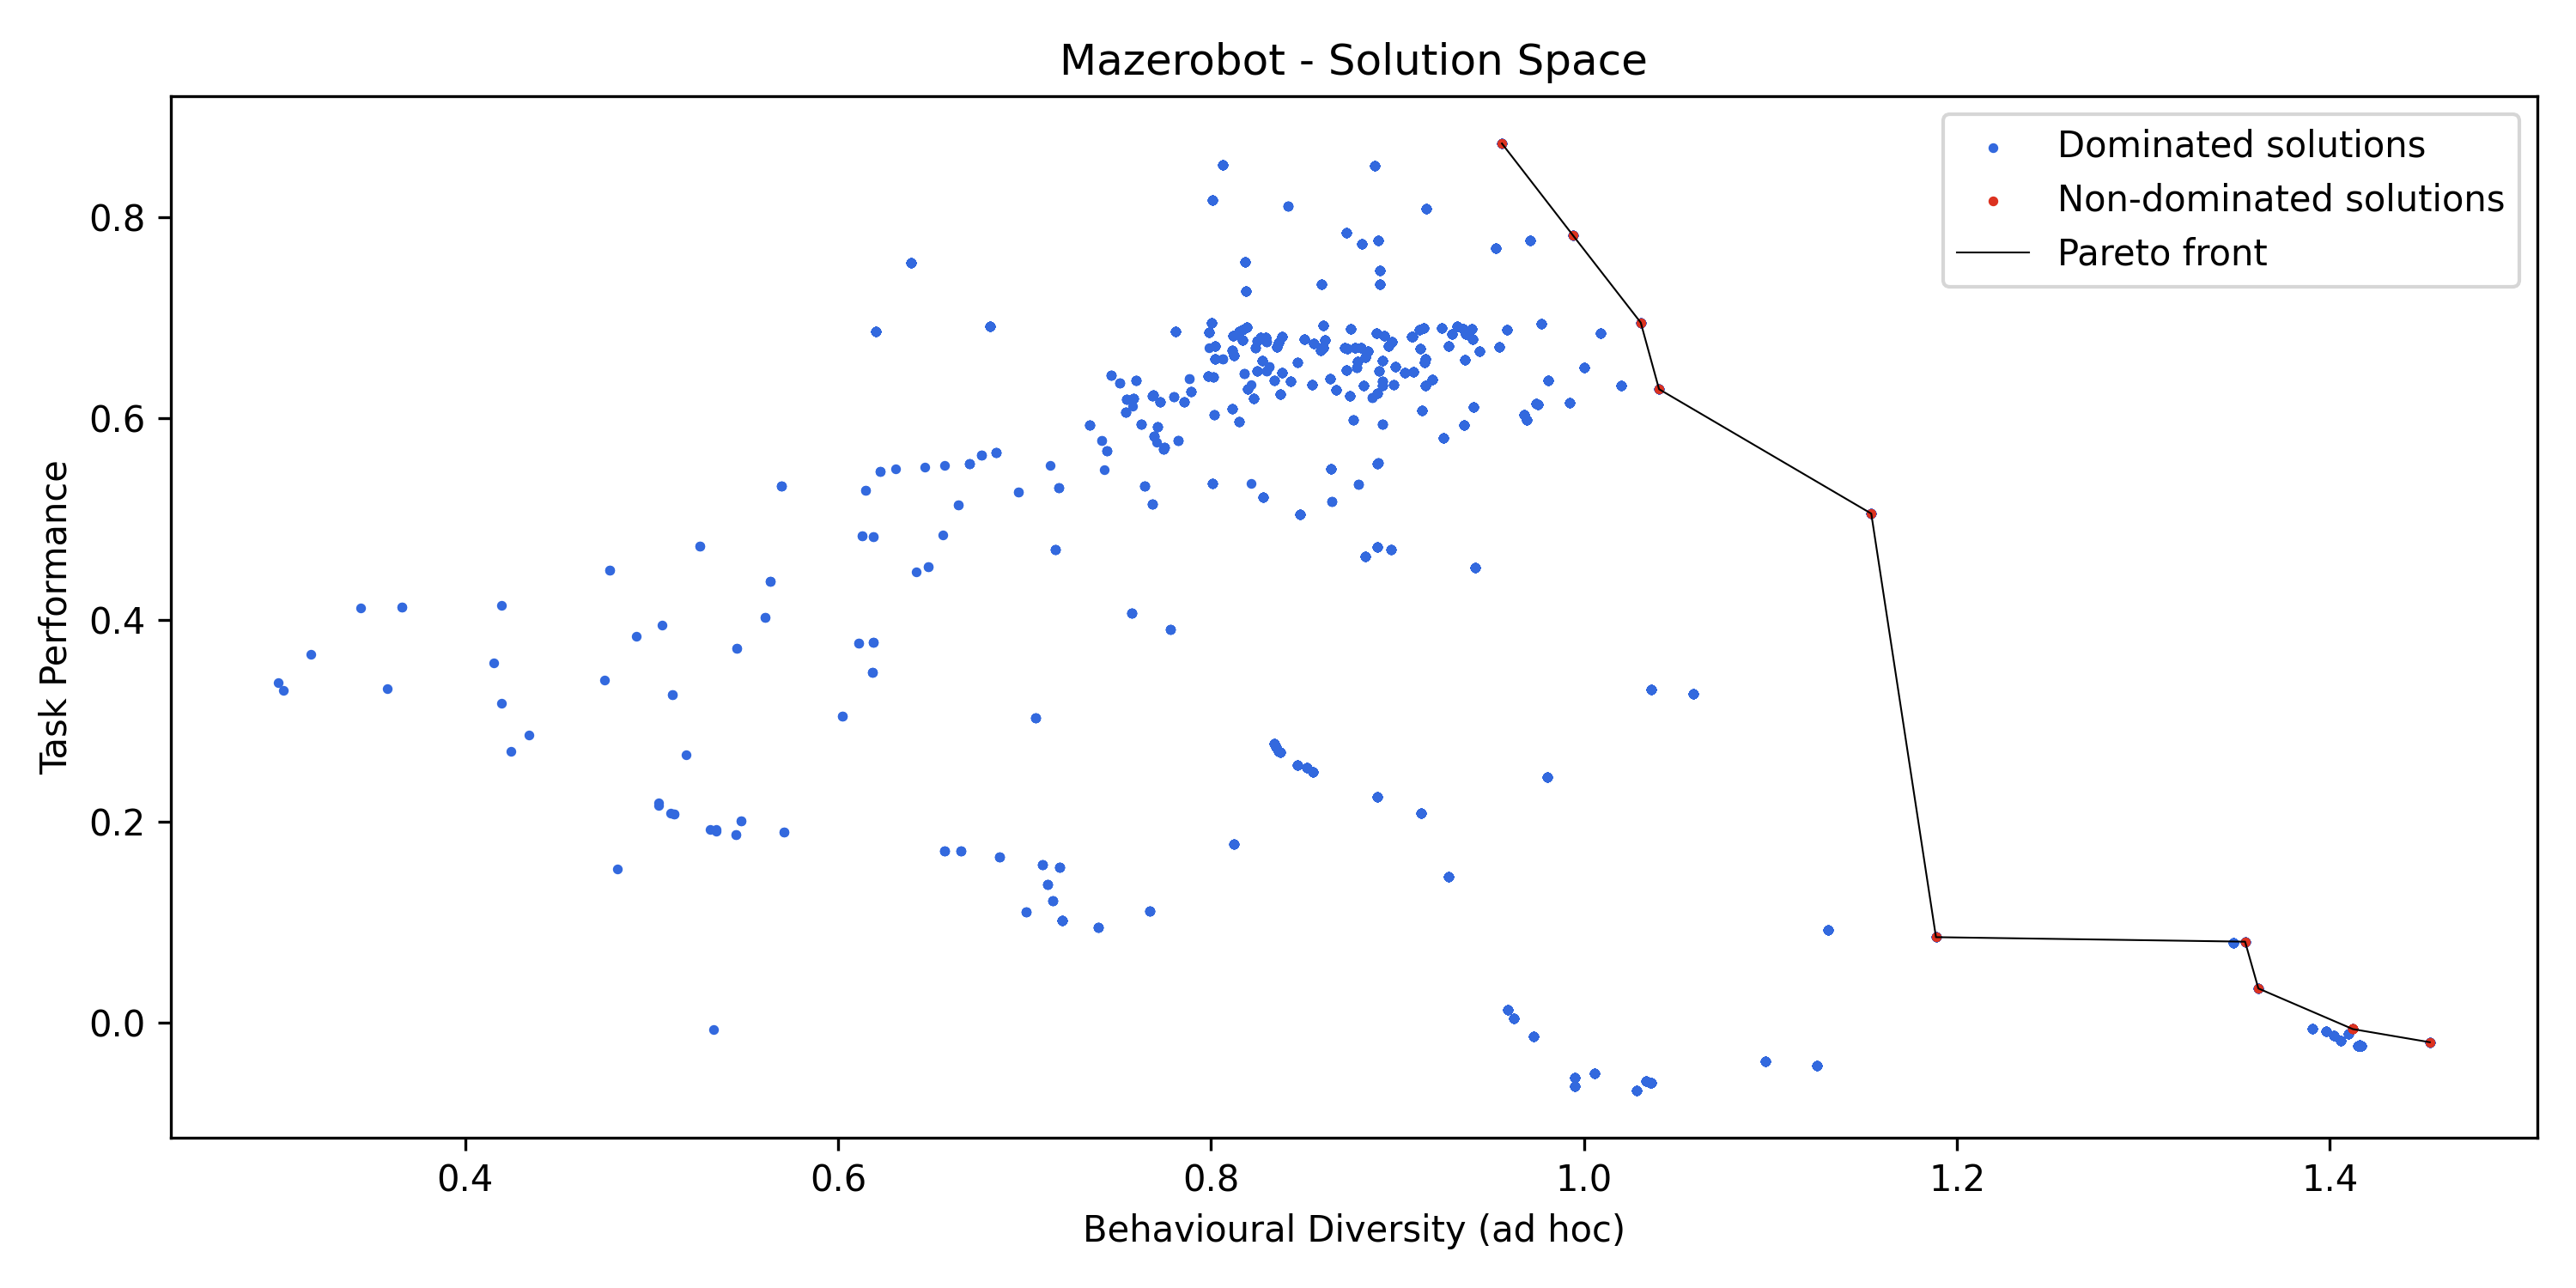 Mazerobot - Solution Space
Dominated solutions
Non-dominated solutions
Pareto front
Task Performance
0.8
0.6
0.4
0.2
0.0
0.4 0.6 0.8 1.0 1.2 1.4
Behavioural Diversity (ad hoc)